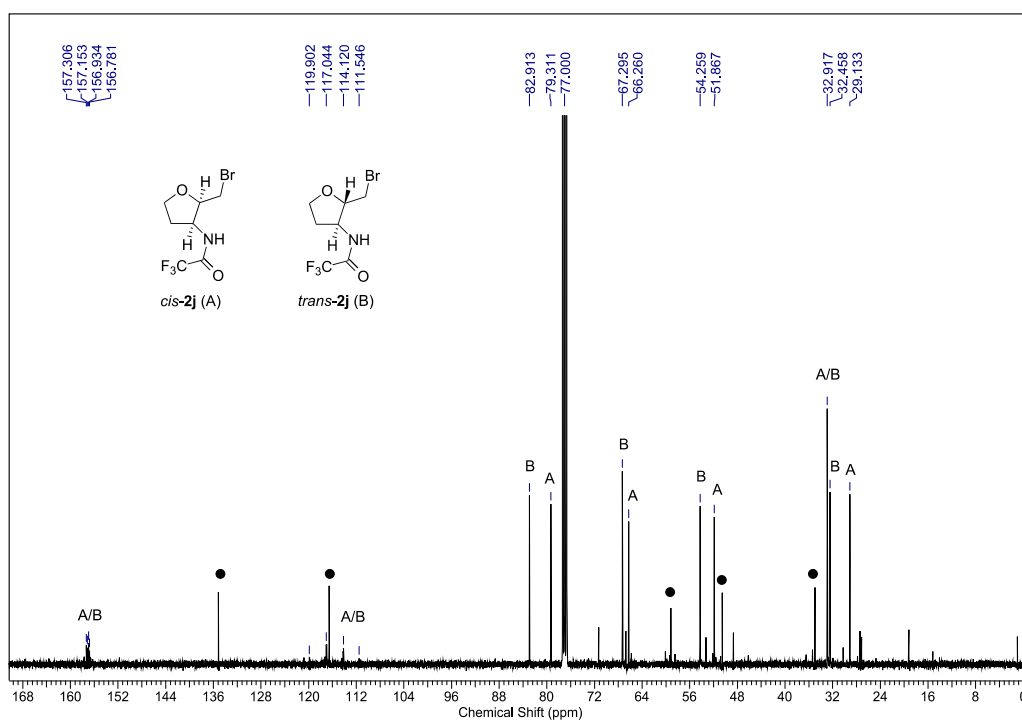 157.306
157.153
156.934
156.781
119.902
117.044
114.120
111.546
82.913
79.311
77.000
67.295
66.260
54.259
51.867
32.917
32.458
29.133
O
H
Br
H
NH
F3C
O
cis-2j (A)
O
H
Br
H
NH
F3C
O
trans-2j (B)
A/B
B
A
B
A
B
A
A/B
B
A
A/B
168 160 152 144 136 128 120 112 104 96 88 80 72 64 56 48 40 32 24 16 8 0
Chemical Shift (ppm)